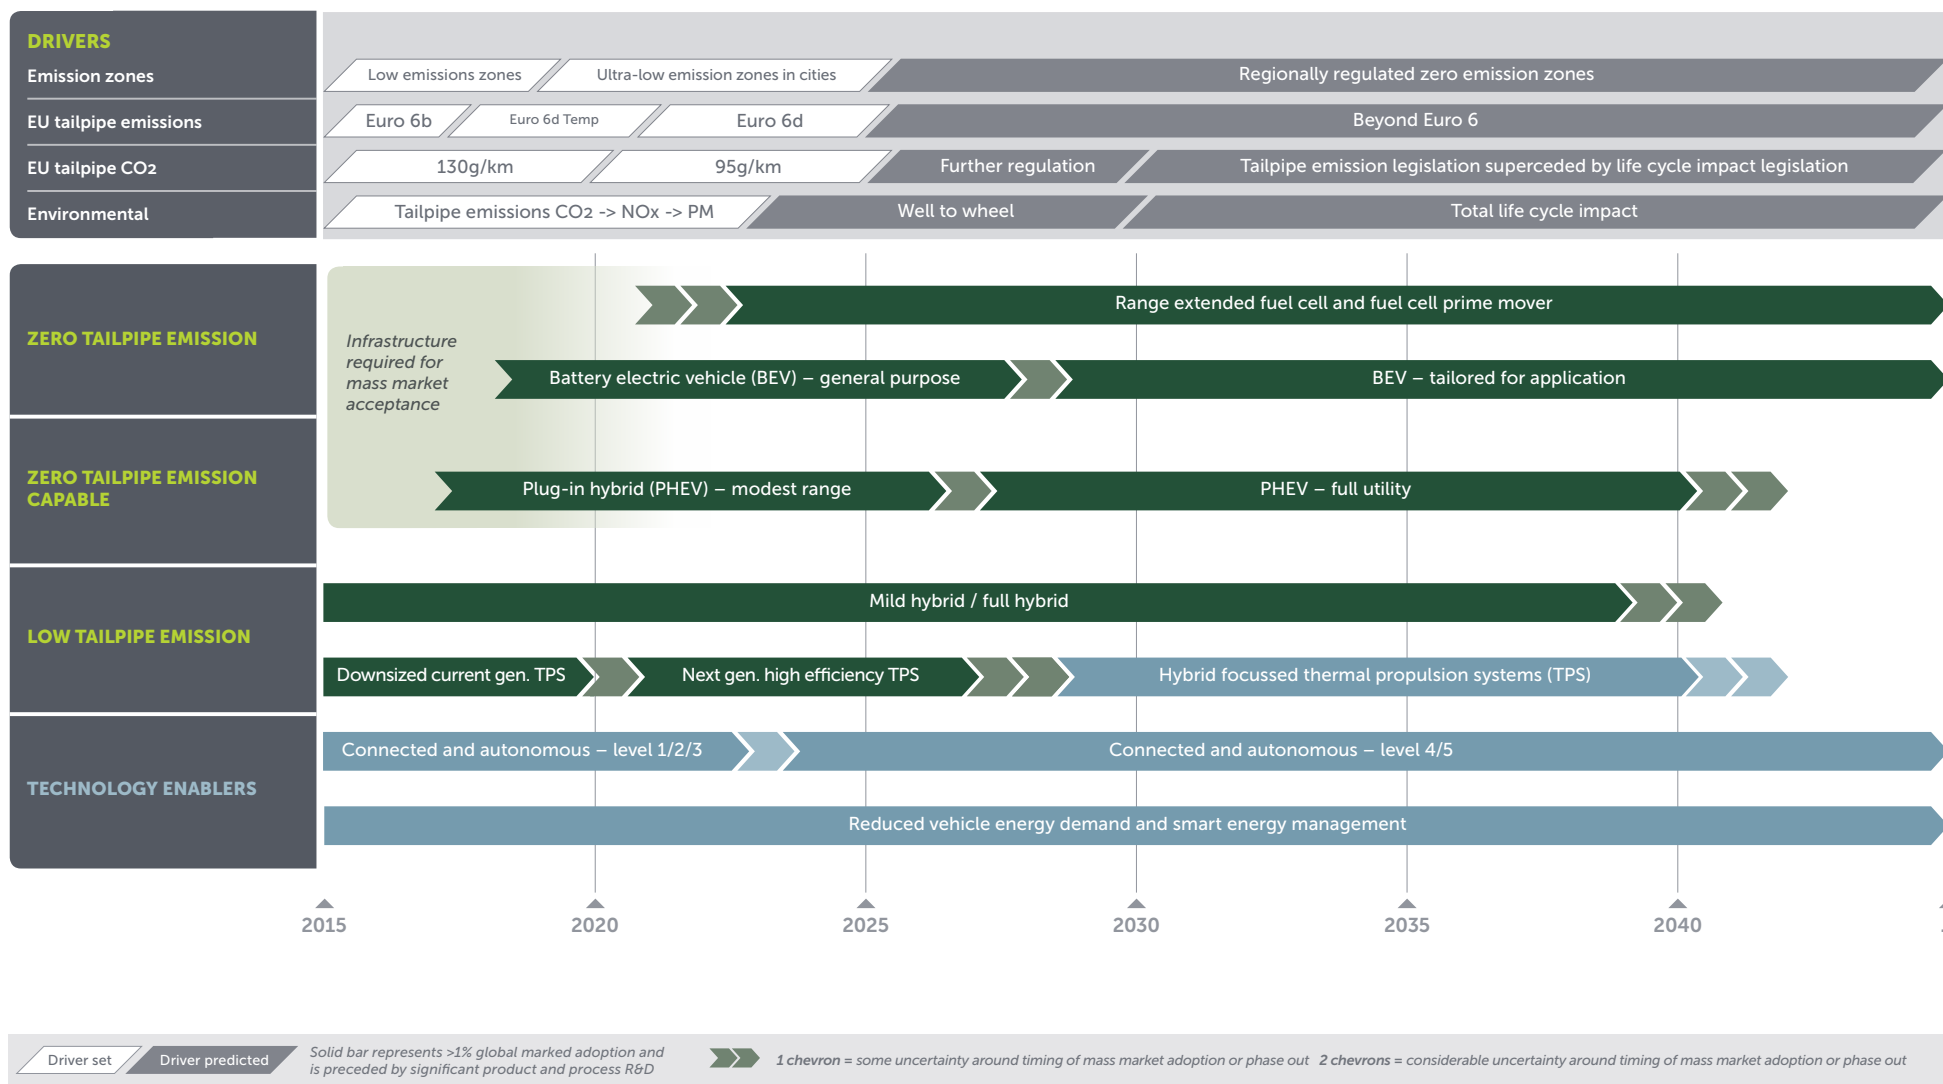 DRIVERS
Emission zones
Low emissions zones
Ultra-low emission zones in cities
Regionally regulated zero emission zones
EU tailpipe emissions
Euro 6b
Euro 6d Temp
Euro 6d
Beyond Euro 6
EU tailpipe CO2
130g/km
95g/km
Further regulation
Tailpipe emission legislation superceded by life cycle impact legislation
Environmental
Tailpipe emissions CO2 -> NOx -> PM
Well to wheel
Total life cycle impact
ZERO TAILPIPE EMISSION
Infrastructure
required for
mass market
acceptance
Range extended fuel cell and fuel cell prime mover
Battery electric vehicle (BEV) – general purpose
BEV – tailored for application
ZERO TAILPIPE EMISSION
CAPABLE
Plug-in hybrid (PHEV) – modest range
PHEV – full utility
LOW TAILPIPE EMISSION
Mild hybrid / full hybrid
Downsized current gen. TPS
Next gen. high efficiency TPS
Hybrid focussed thermal propulsion systems (TPS)
TECHNOLOGY ENABLERS
Connected and autonomous – level 1/2/3
Connected and autonomous – level 4/5
Reduced vehicle energy demand and smart energy management
2015
2020
2025
2030
2035
2040
Driver set
Driver predicted
Solid bar represents >1% global marked adoption and
is preceded by significant product and process R&D
1 chevron = some uncertainty around timing of mass market adoption or phase out
2 chevrons = considerable uncertainty around timing of mass market adoption or phase out